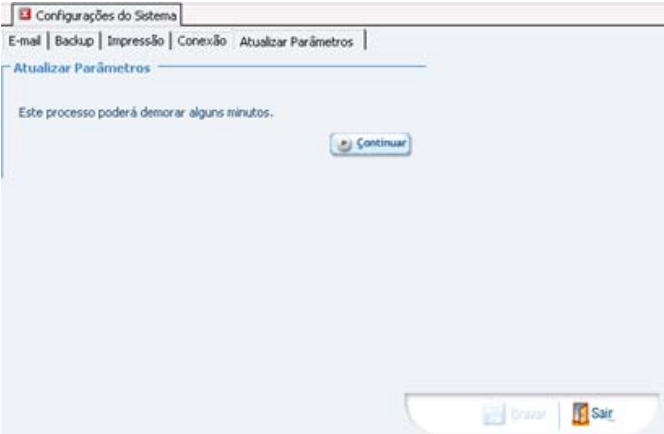 Configurações do Sistema
E-mail | Backup | Impressão | Conexão | Atualizar Parâmetros |
Atualizar Parâmetros
Este processo poderá demorar alguns minutos.
Continuar
Gravar | Sair